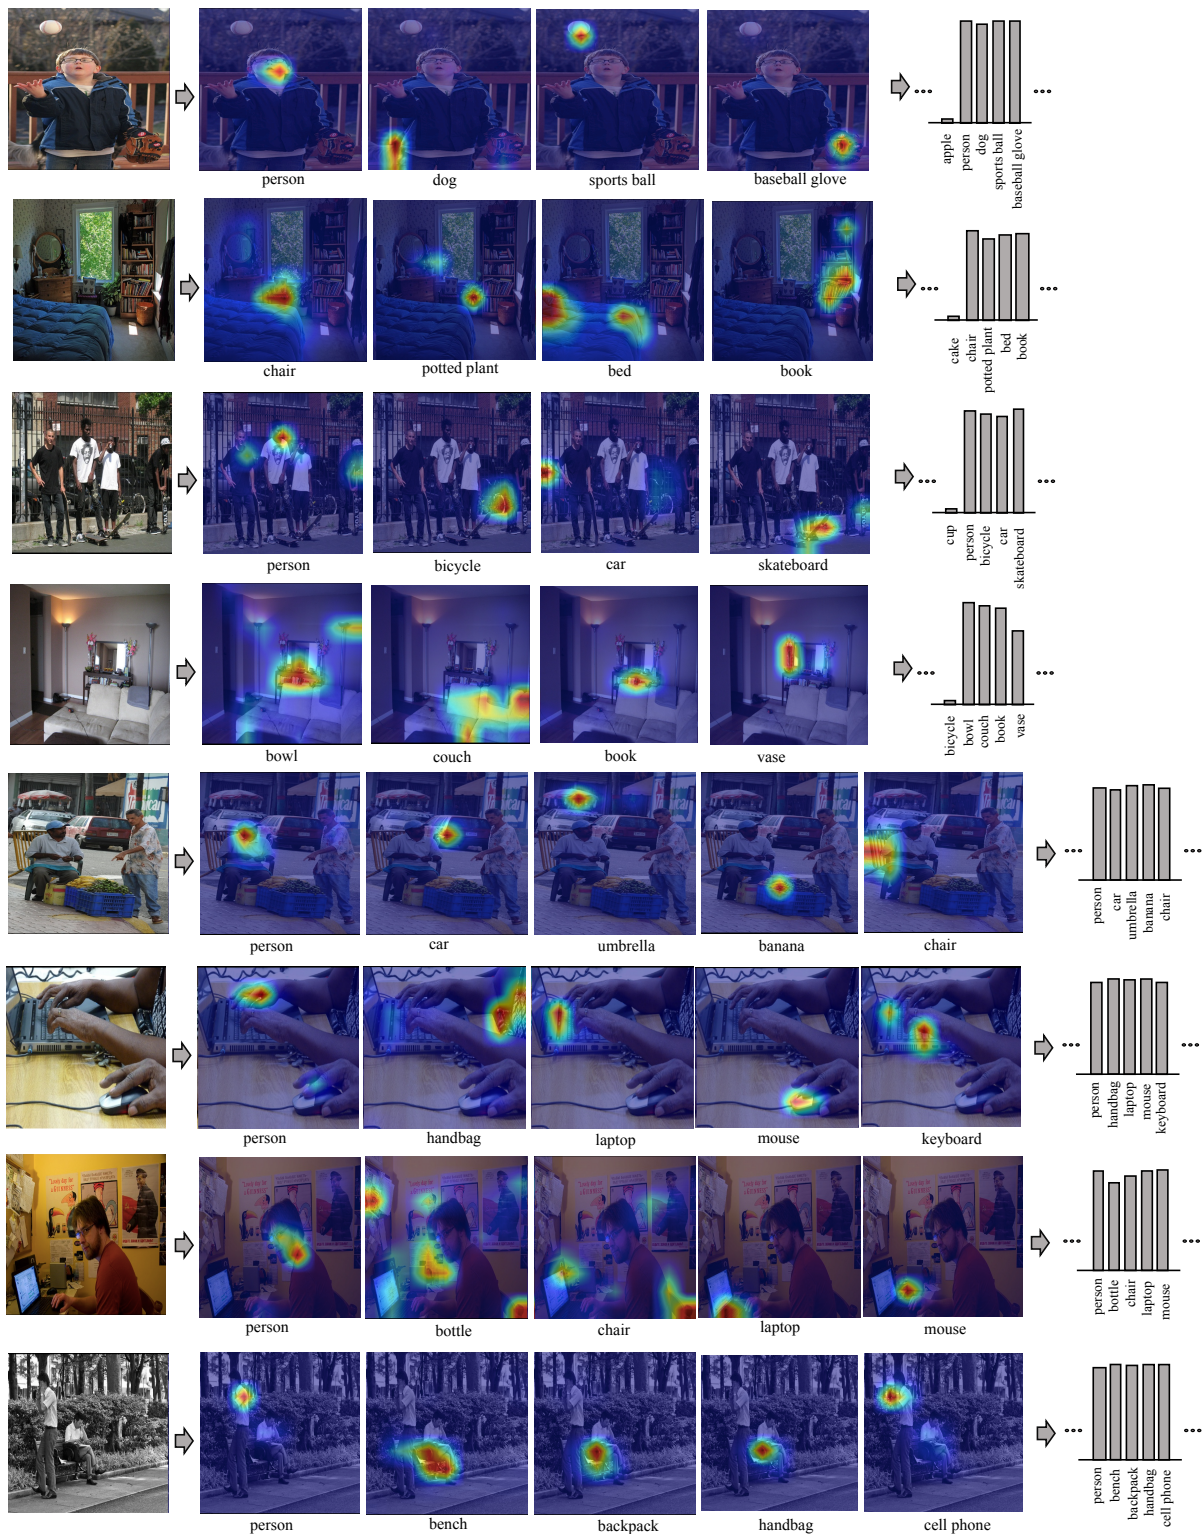 person dog sports ball baseball glove
apple person dog sports ball baseball glove
chair potted plant bed book
cake chair potted plant bed book
person bicycle car skateboard
cup person bicycle car skateboard
bowl couch book vase
bicycle bowl couch book vase
person car umbrella banana chair
person car umbrella banana chair
person handbag laptop mouse keyboard
person handbag laptop mouse keyboard
person bottle chair laptop mouse
person bottle chair laptop mouse
person bench backpack handbag cell phone
person bench backpack handbag cell phone